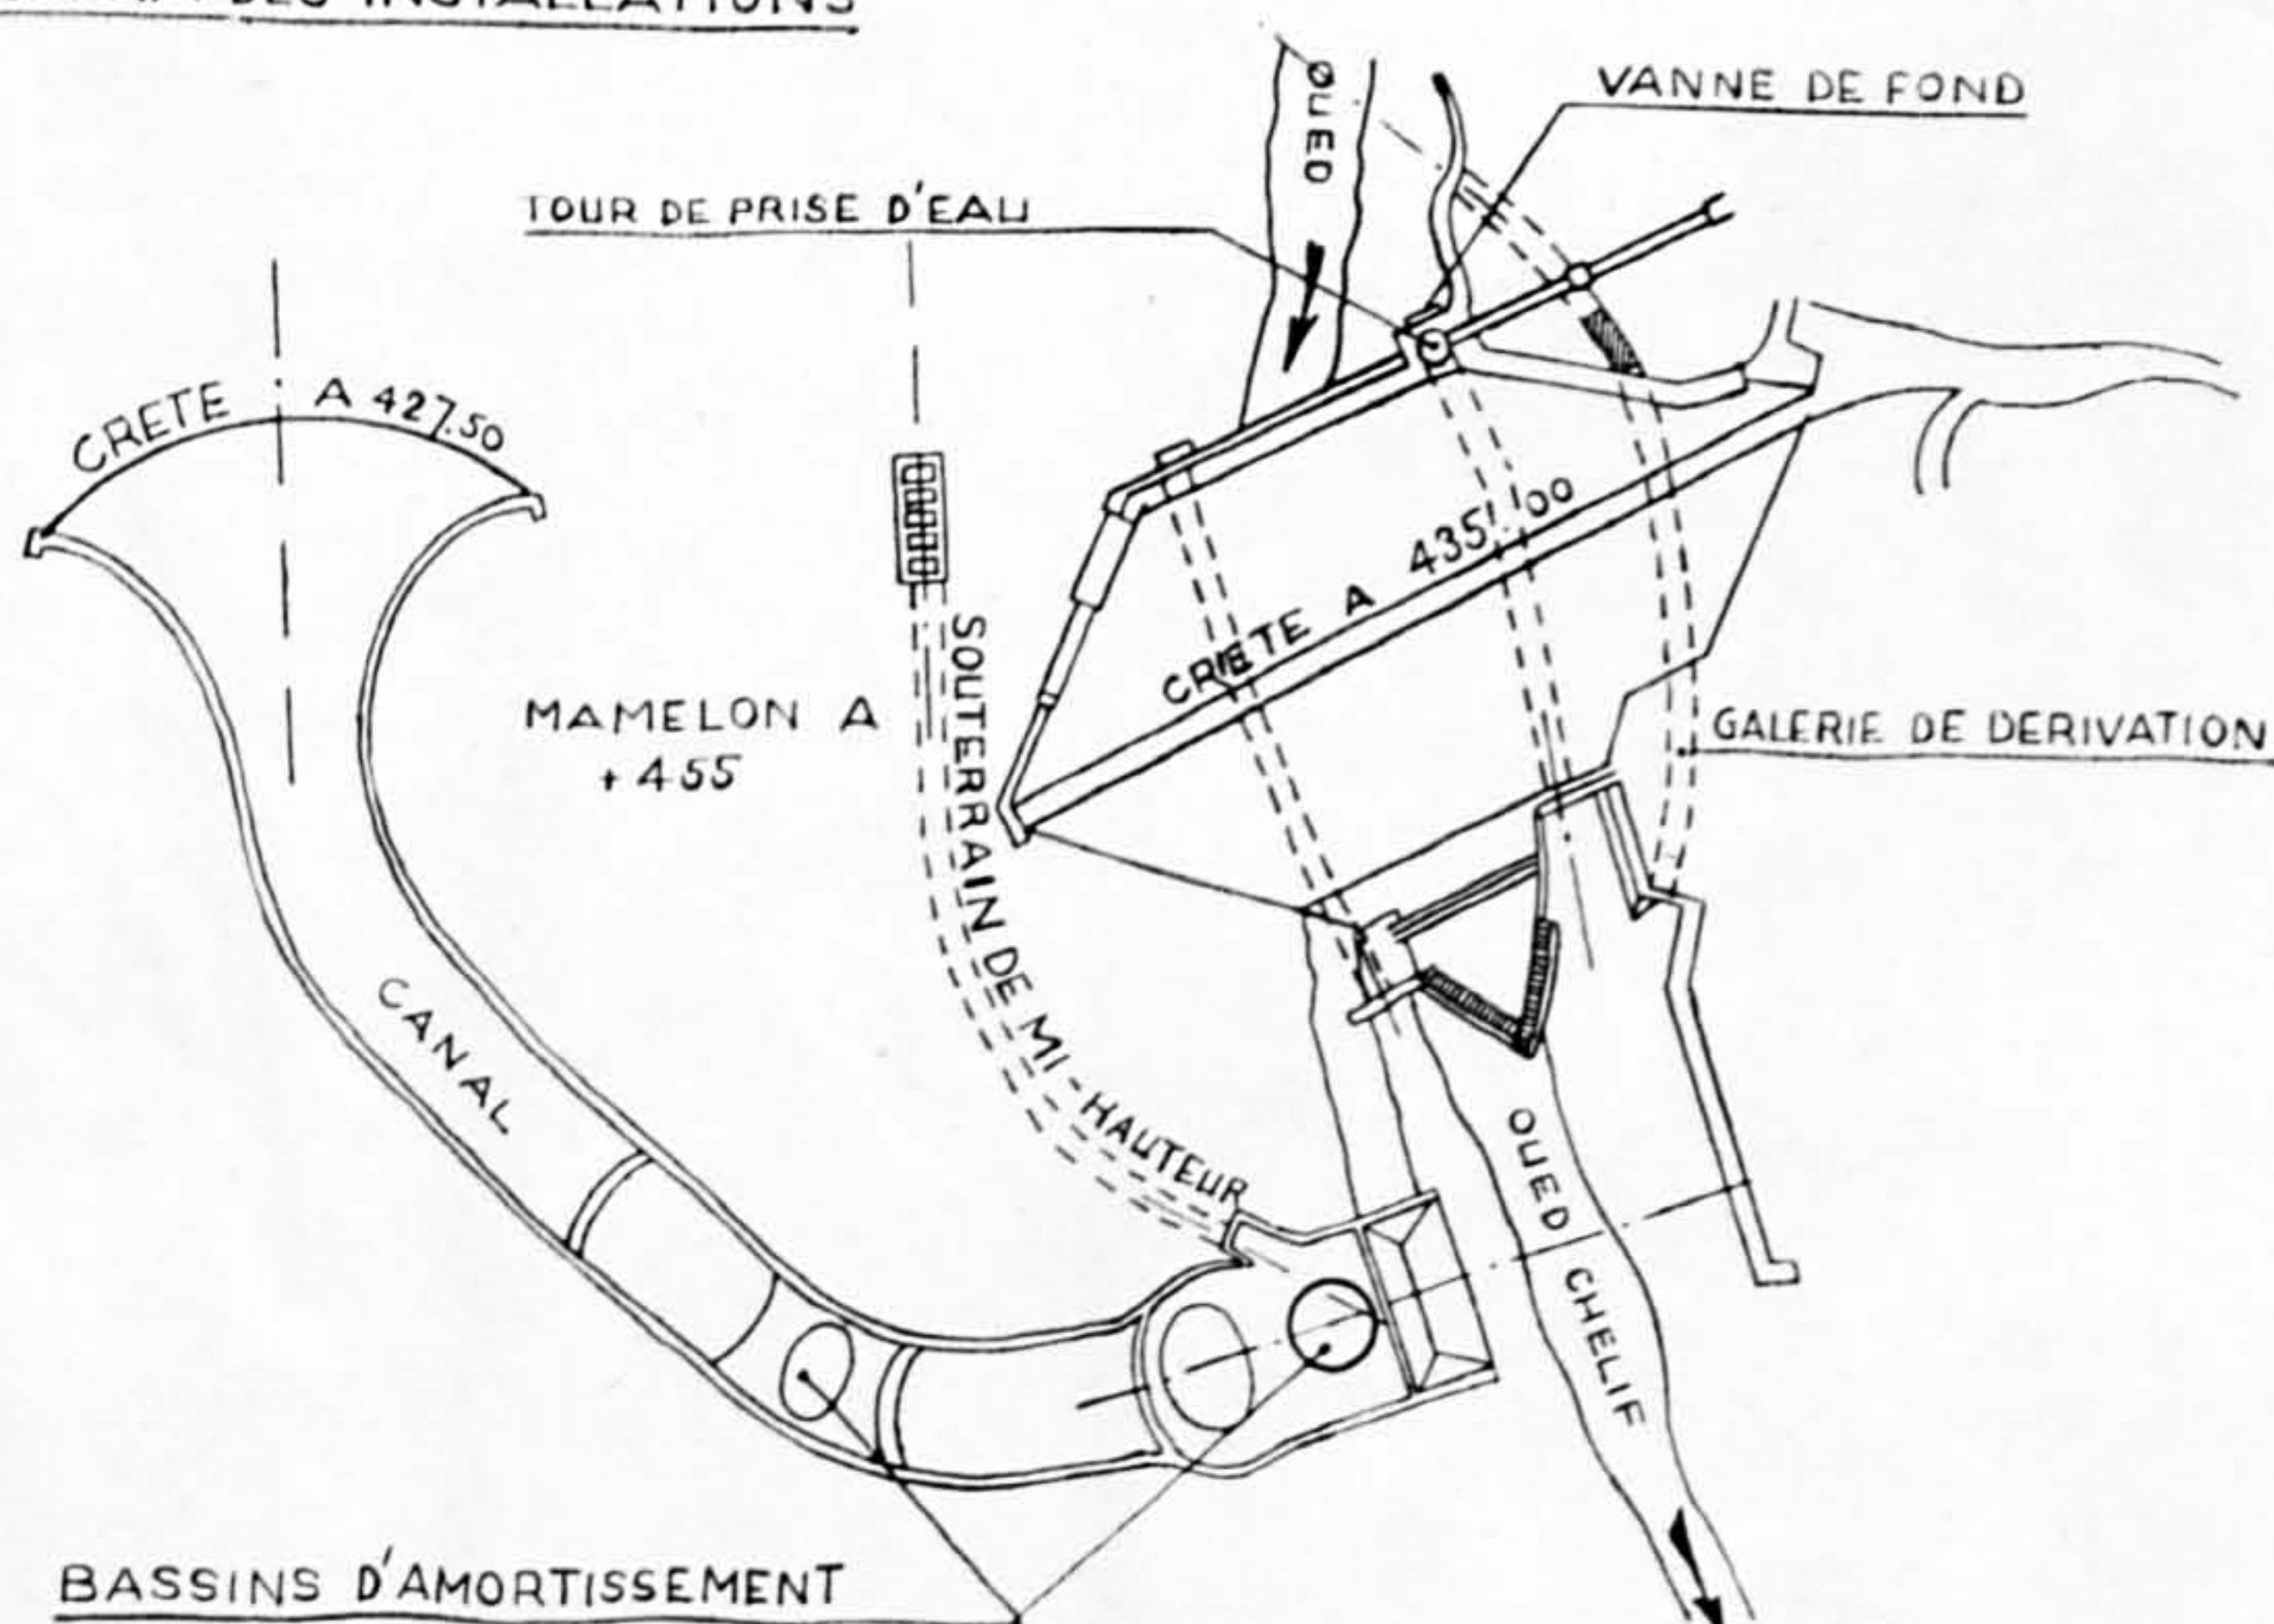 DES INSTALLATIONS
VANNE DE FOND
OUED
TOUR DE PRISE D'EAU
CRETE A 427.50
CRETE A 435.00
SOUTERRAIN DE MI-HAUTEUR
MAMELON A
+ 455
GALERIE DE DERIVATION
CANAL
OUED CHELIF
BASSINS D'AMORTISSEMENT